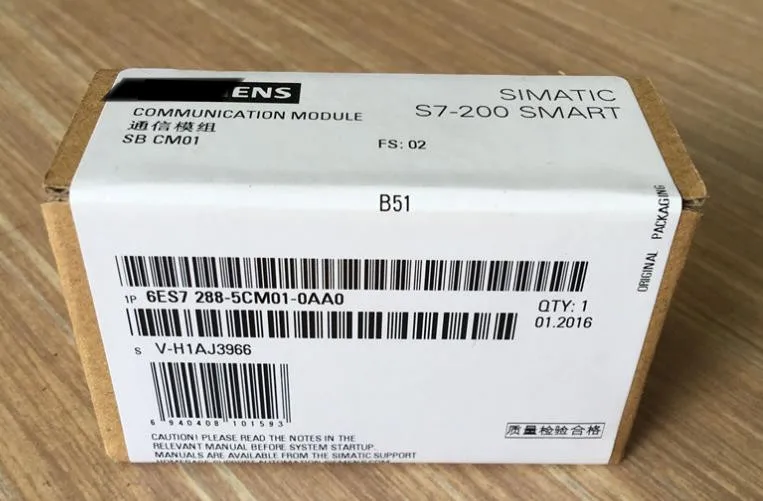 ENS
SIMATIC
S7-200 SMART
COMMUNICATION MODULE
通信模组
SB CM01
FS: 02
B51
ORIGINAL PACKAGING
1P 6ES7 288-5CM01-0AA0
QTY: 1
01.2016
S V-H1AJ3966
6 940408 101593
质量检验合格
CAUTION! PLEASE READ THE NOTES IN THE
RELEVANT MANUAL BEFORE SYSTEM STARTUP.
MANUALS ARE AVAILABLE FROM THE SIMATIC SUPPORT